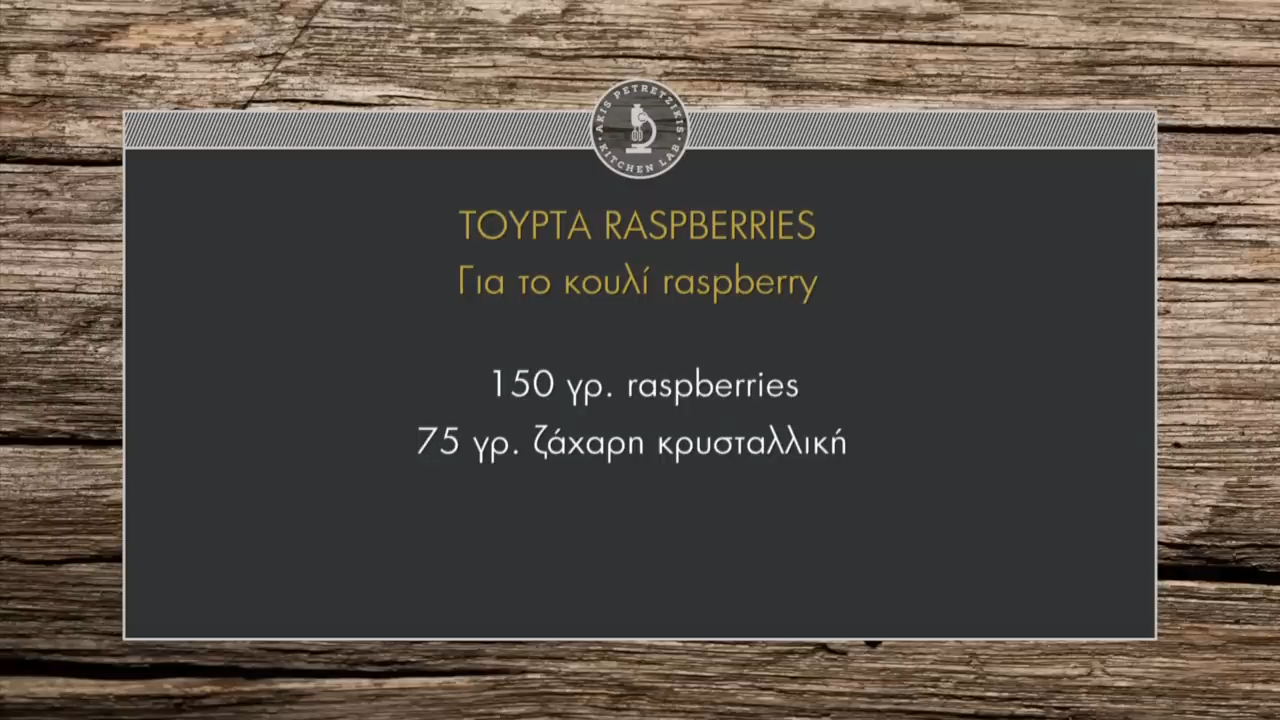 AKIS PETRETZIKIS
KITCHEN LAB
ΤΟΥΡΤΑ RASPBERRIES
Για το κουλί raspberry
150 γρ. raspberries
75 γρ. ζάχαρη κρυσταλλική